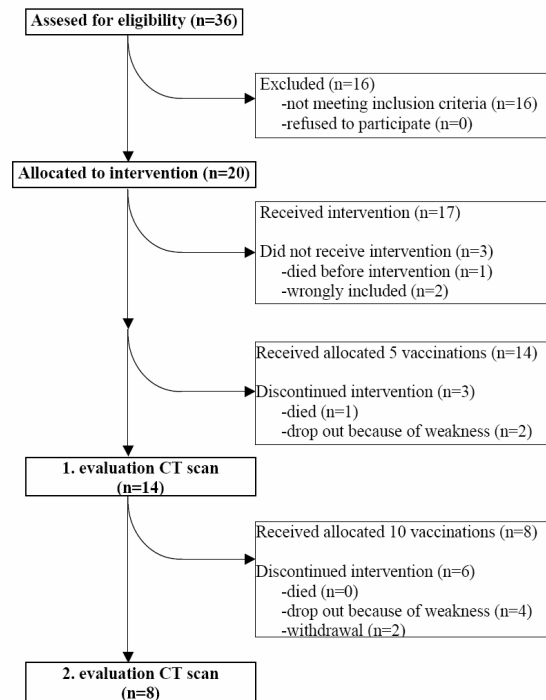 Assesed for eligibility (n=36)
Excluded (n=16)
-not meeting inclusion criteria (n=16)
-refused to participate (n=0)
Allocated to intervention (n=20)
Received intervention (n=17)
Did not receive intervention (n=3)
-died before intervention (n=1)
-wrongly included (n=2)
Received allocated 5 vaccinations (n=14)
Discontinued intervention (n=3)
-died (n=1)
-drop out because of weakness (n=2)
1. evaluation CT scan
(n=14)
Received allocated 10 vaccinations (n=8)
Discontinued intervention (n=6)
-died (n=0)
-drop out because of weakness (n=4)
-withdrawal (n=2)
2. evaluation CT scan
(n=8)